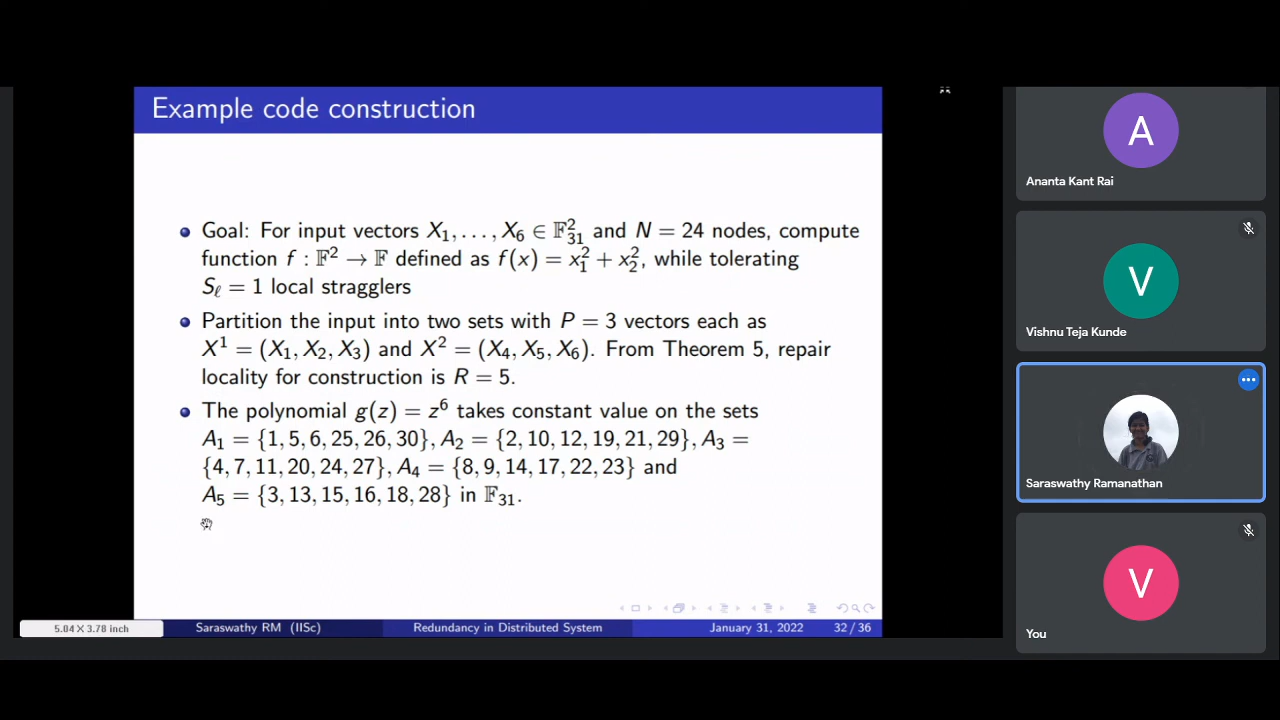 Example code construction
Goal: For input vectors X₁, . . . , X₆ ∈ 𝔽²₃₁ and N = 24 nodes, compute
function f : 𝔽² → 𝔽 defined as f(x) = x₁² + x₂², while tolerating
S_ℓ = 1 local stragglers
Partition the input into two sets with P = 3 vectors each as
X¹ = (X₁, X₂, X₃) and X² = (X₄, X₅, X₆). From Theorem 5, repair
locality for construction is R = 5.
The polynomial g(z) = z⁶ takes constant value on the sets
A₁ = {1, 5, 6, 25, 26, 30}, A₂ = {2, 10, 12, 19, 21, 29}, A₃ =
{4, 7, 11, 20, 24, 27}, A₄ = {8, 9, 14, 17, 22, 23} and
A₅ = {3, 13, 15, 16, 18, 28} in 𝔽₃₁.
5.04 X 3.78 inch
Saraswathy RM (IISc)
Redundancy in Distributed System
January 31, 2022
32 / 36
A
Ananta Kant Rai
V
Vishnu Teja Kunde
Saraswathy Ramanathan
V
You